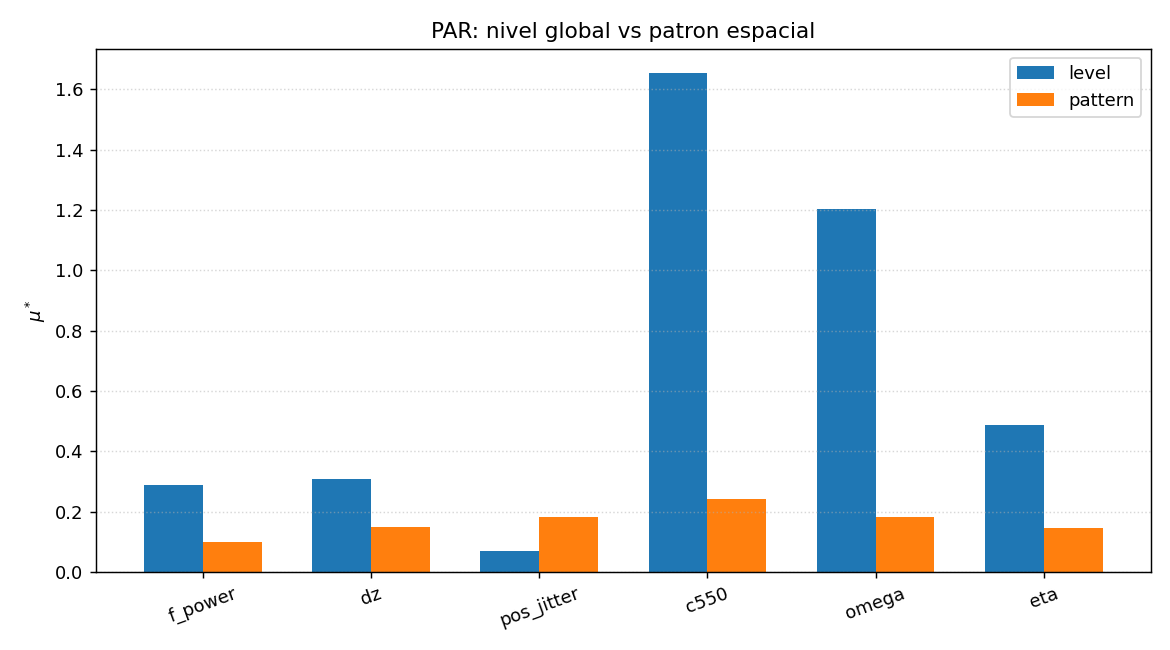 PAR: nivel global vs patron espacial
level
pattern
μ*
1.6
1.4
1.2
1.0
0.8
0.6
0.4
0.2
0.0
f_power
dz
pos_jitter
c550
omega
eta